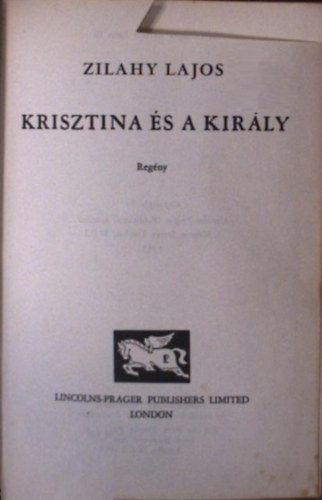 ZILAHY LAJOS
KRISZTINA ÉS A KIRÁLY
Regény
LINCOLNS-PRAGER PUBLISHERS LIMITED
LONDON